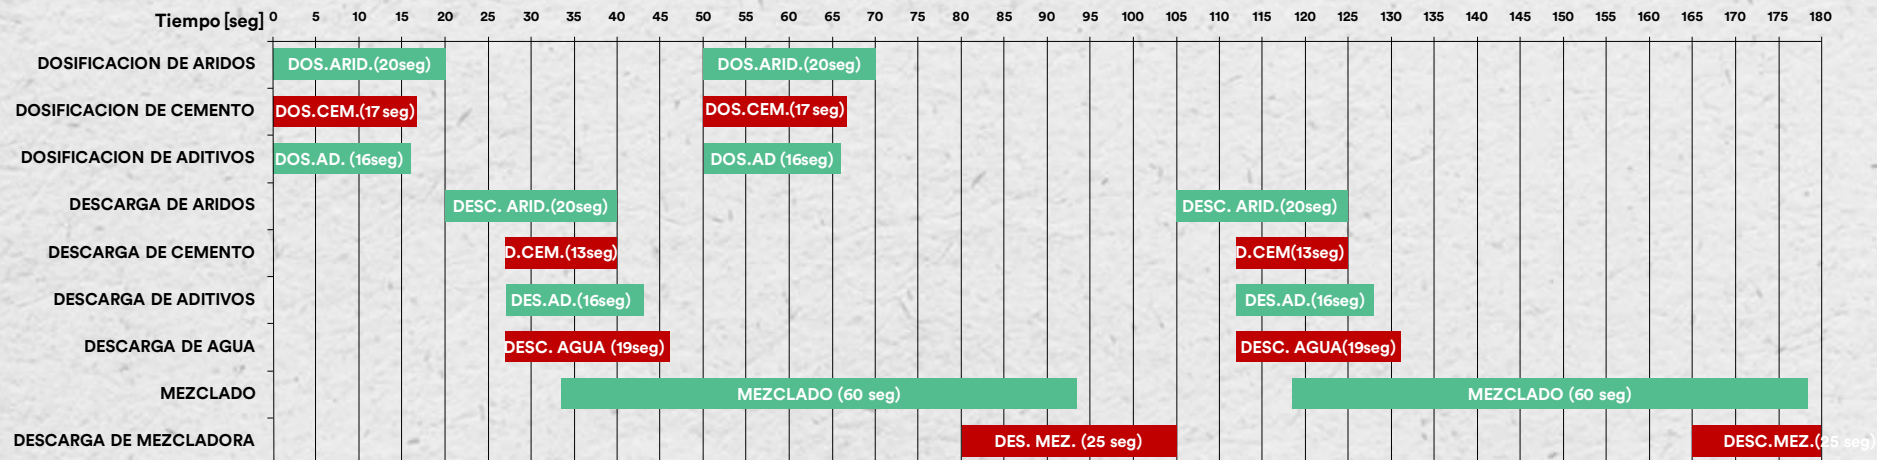 Tiempo [seg] 0 5 10 15 20 25 30 35 40 45 50 55 60 65 70 75 80 85 90 95 100 105 110 115 120 125 130 135 140 145 150 155 160 165 170 175 180
DOSIFICACION DE ARIDOS DOS.ARID.(20seg) DOS.ARID.(20seg)
DOSIFICACION DE CEMENTO DOS.CEM.(17 seg) DOS.CEM.(17 seg)
DOSIFICACION DE ADITIVOS DOS.AD. (16seg) DOS.AD (16seg)
DESCARGA DE ARIDOS DESC. ARID.(20seg) DESC. ARID.(20seg)
DESCARGA DE CEMENTO D.CEM.(13seg) D.CEM(13seg)
DESCARGA DE ADITIVOS DES.AD.(16seg) DES.AD.(16seg)
DESCARGA DE AGUA DESC. AGUA (19seg) DESC. AGUA(19seg)
MEZCLADO MEZCLADO (60 seg) MEZCLADO (60 seg)
DESCARGA DE MEZCLADORA DES. MEZ. (25 seg) DESC.MEZ.(25 seg)